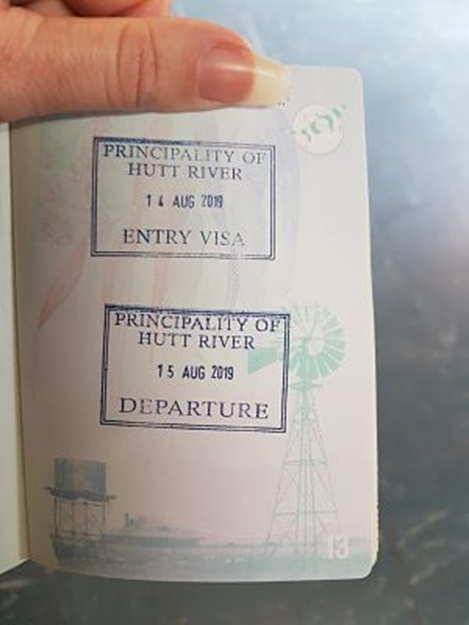 PRINCIPALITY OF
HUTT RIVER
14 AUG 2019
ENTRY VISA
PRINCIPALITY OF
HUTT RIVER
15 AUG 2019
DEPARTURE
13